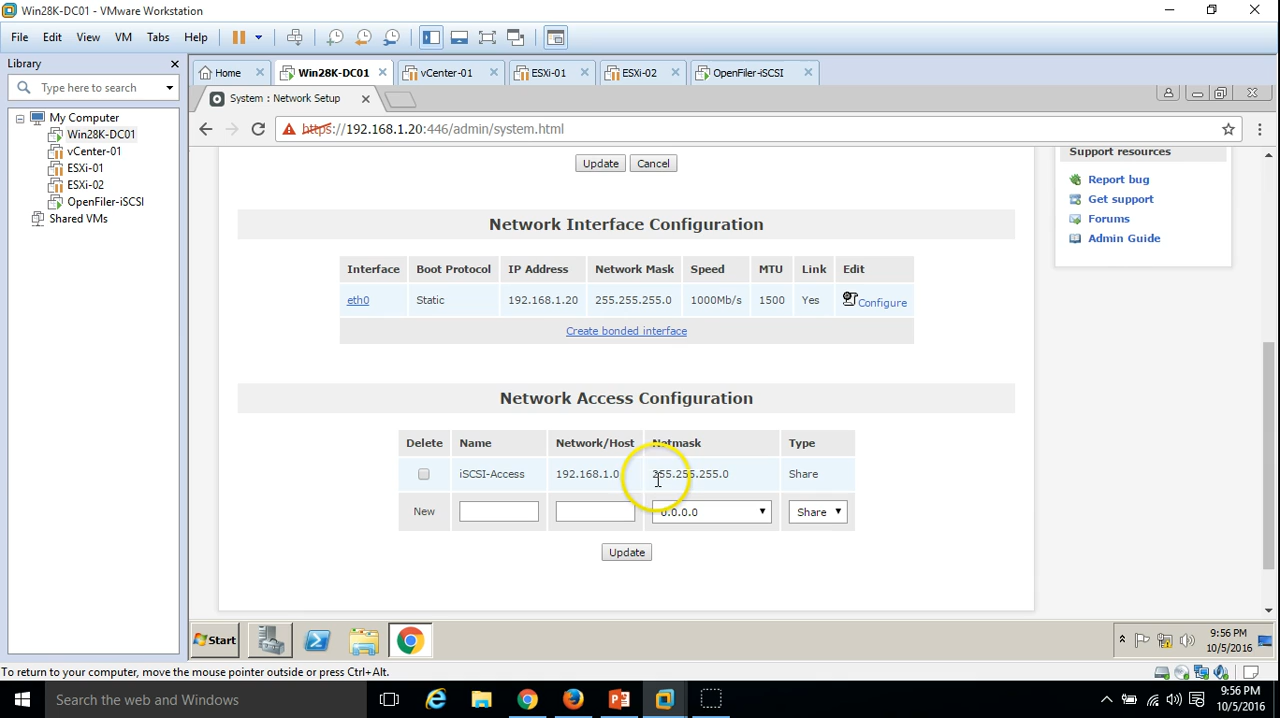 Win28K-DC01 - VMware Workstation
File Edit View VM Tabs Help
Library
Type here to search
My Computer
Win28K-DC01
vCenter-01
ESXi-01
ESXi-02
OpenFiler-iSCSI
Shared VMs
Home Win28K-DC01 vCenter-01 ESXi-01 ESXi-02 OpenFiler-iSCSI
System : Network Setup
https://192.168.1.20:446/admin/system.html
Update Cancel
Network Interface Configuration
Interface Boot Protocol IP Address Network Mask Speed MTU Link Edit
eth0 Static 192.168.1.20 255.255.255.0 1000Mb/s 1500 Yes Configure
Create bonded interface
Network Access Configuration
Delete Name Network/Host Netmask Type
iSCSI-Access 192.168.1.0 255.255.255.0 Share
New 0.0.0.0 Share
Update
Support resources
Report bug
Get support
Forums
Admin Guide
Start
9:56 PM
10/5/2016
To return to your computer, move the mouse pointer outside or press Ctrl+Alt.
Search the web and Windows
9:56 PM
10/5/2016